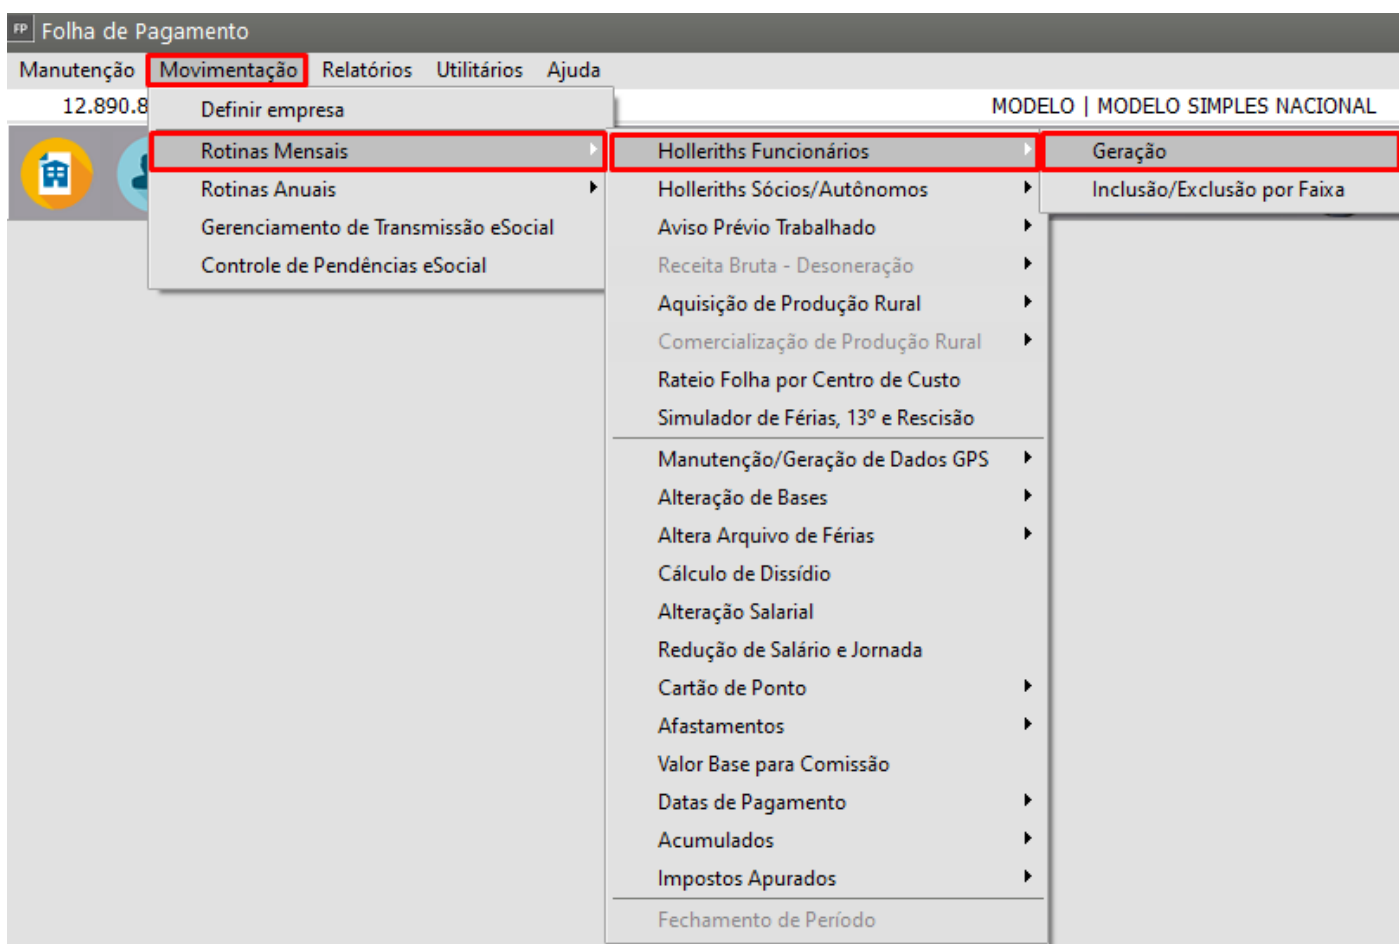 FP Folha de Pagamento
Manutenção Movimentação Relatórios Utilitários Ajuda
12.890.8 MODELO | MODELO SIMPLES NACIONAL
Definir empresa
Rotinas Mensais
Rotinas Anuais
Gerenciamento de Transmissão eSocial
Controle de Pendências eSocial
Holleriths Funcionários
Holleriths Sócios/Autônomos
Aviso Prévio Trabalhado
Receita Bruta - Desoneração
Aquisição de Produção Rural
Comercialização de Produção Rural
Rateio Folha por Centro de Custo
Simulador de Férias, 13º e Rescisão
Manutenção/Geração de Dados GPS
Alteração de Bases
Altera Arquivo de Férias
Cálculo de Dissídio
Alteração Salarial
Redução de Salário e Jornada
Cartão de Ponto
Afastamentos
Valor Base para Comissão
Datas de Pagamento
Acumulados
Impostos Apurados
Fechamento de Período
Geração
Inclusão/Exclusão por Faixa